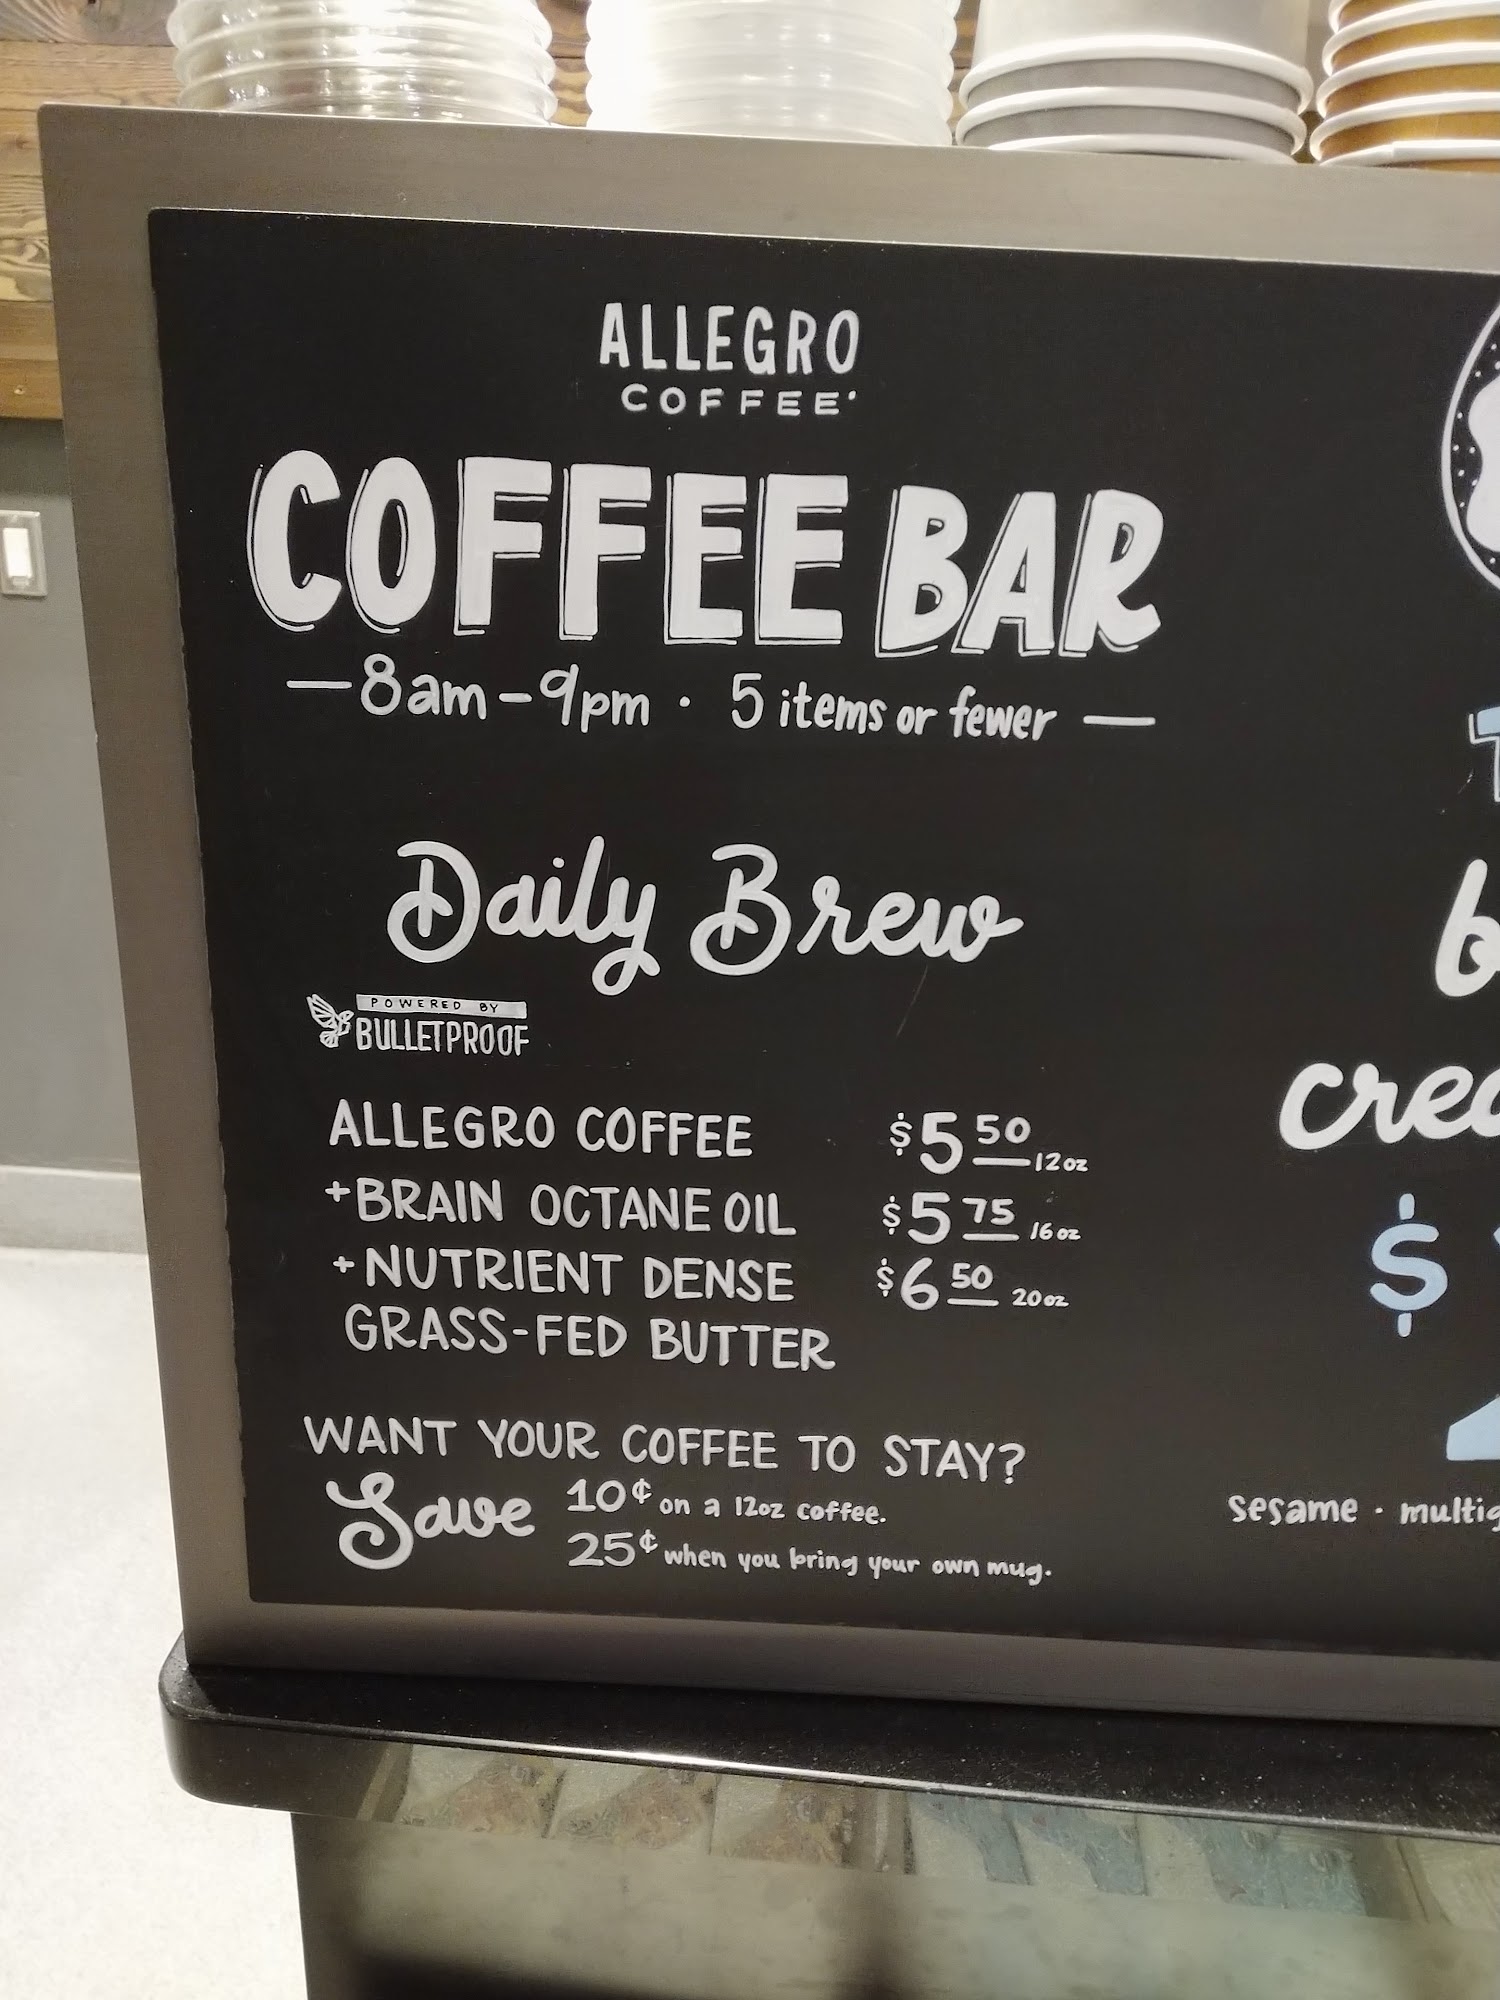 ALLEGRO
COFFEE
COFFEE BAR
—8am-9pm · 5 items or fewer—
Daily Brew
POWERED BY
BULLETPROOF
ALLEGRO COFFEE $5 50 12oz
+BRAIN OCTANE OIL $5 75 16oz
+NUTRIENT DENSE $6 50 20oz
GRASS-FED BUTTER
WANT YOUR COFFEE TO STAY?
Save 10¢ on a 12oz coffee.
25¢ when you bring your own mug.
$
sesame ·